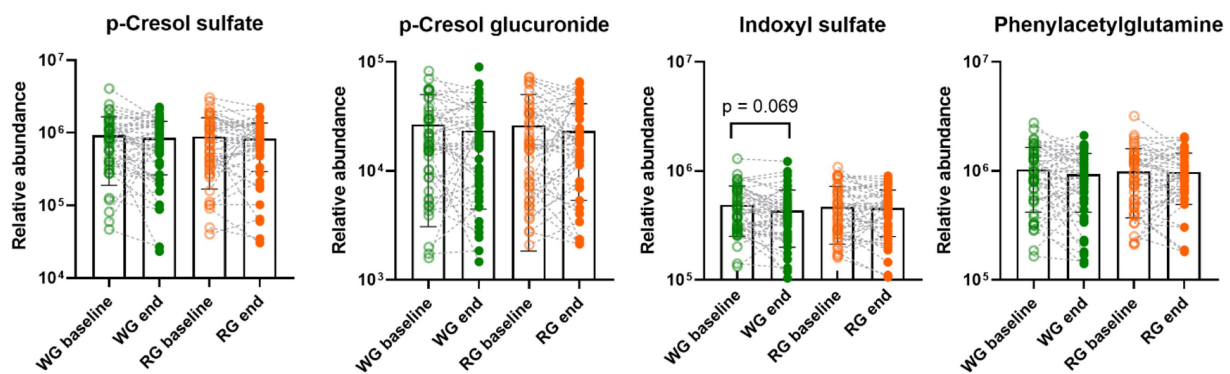 p-Cresol sulfate
Relative abundance
10^7
10^6
10^5
10^4
WG baseline
WG end
RG baseline
RG end
p-Cresol glucuronide
Relative abundance
10^5
10^4
10^3
WG baseline
WG end
RG baseline
RG end
Indoxyl sulfate
Relative abundance
10^7
10^6
10^5
p = 0.069
WG baseline
WG end
RG baseline
RG end
Phenylacetylglutamine
Relative abundance
10^7
10^6
10^5
WG baseline
WG end
RG baseline
RG end